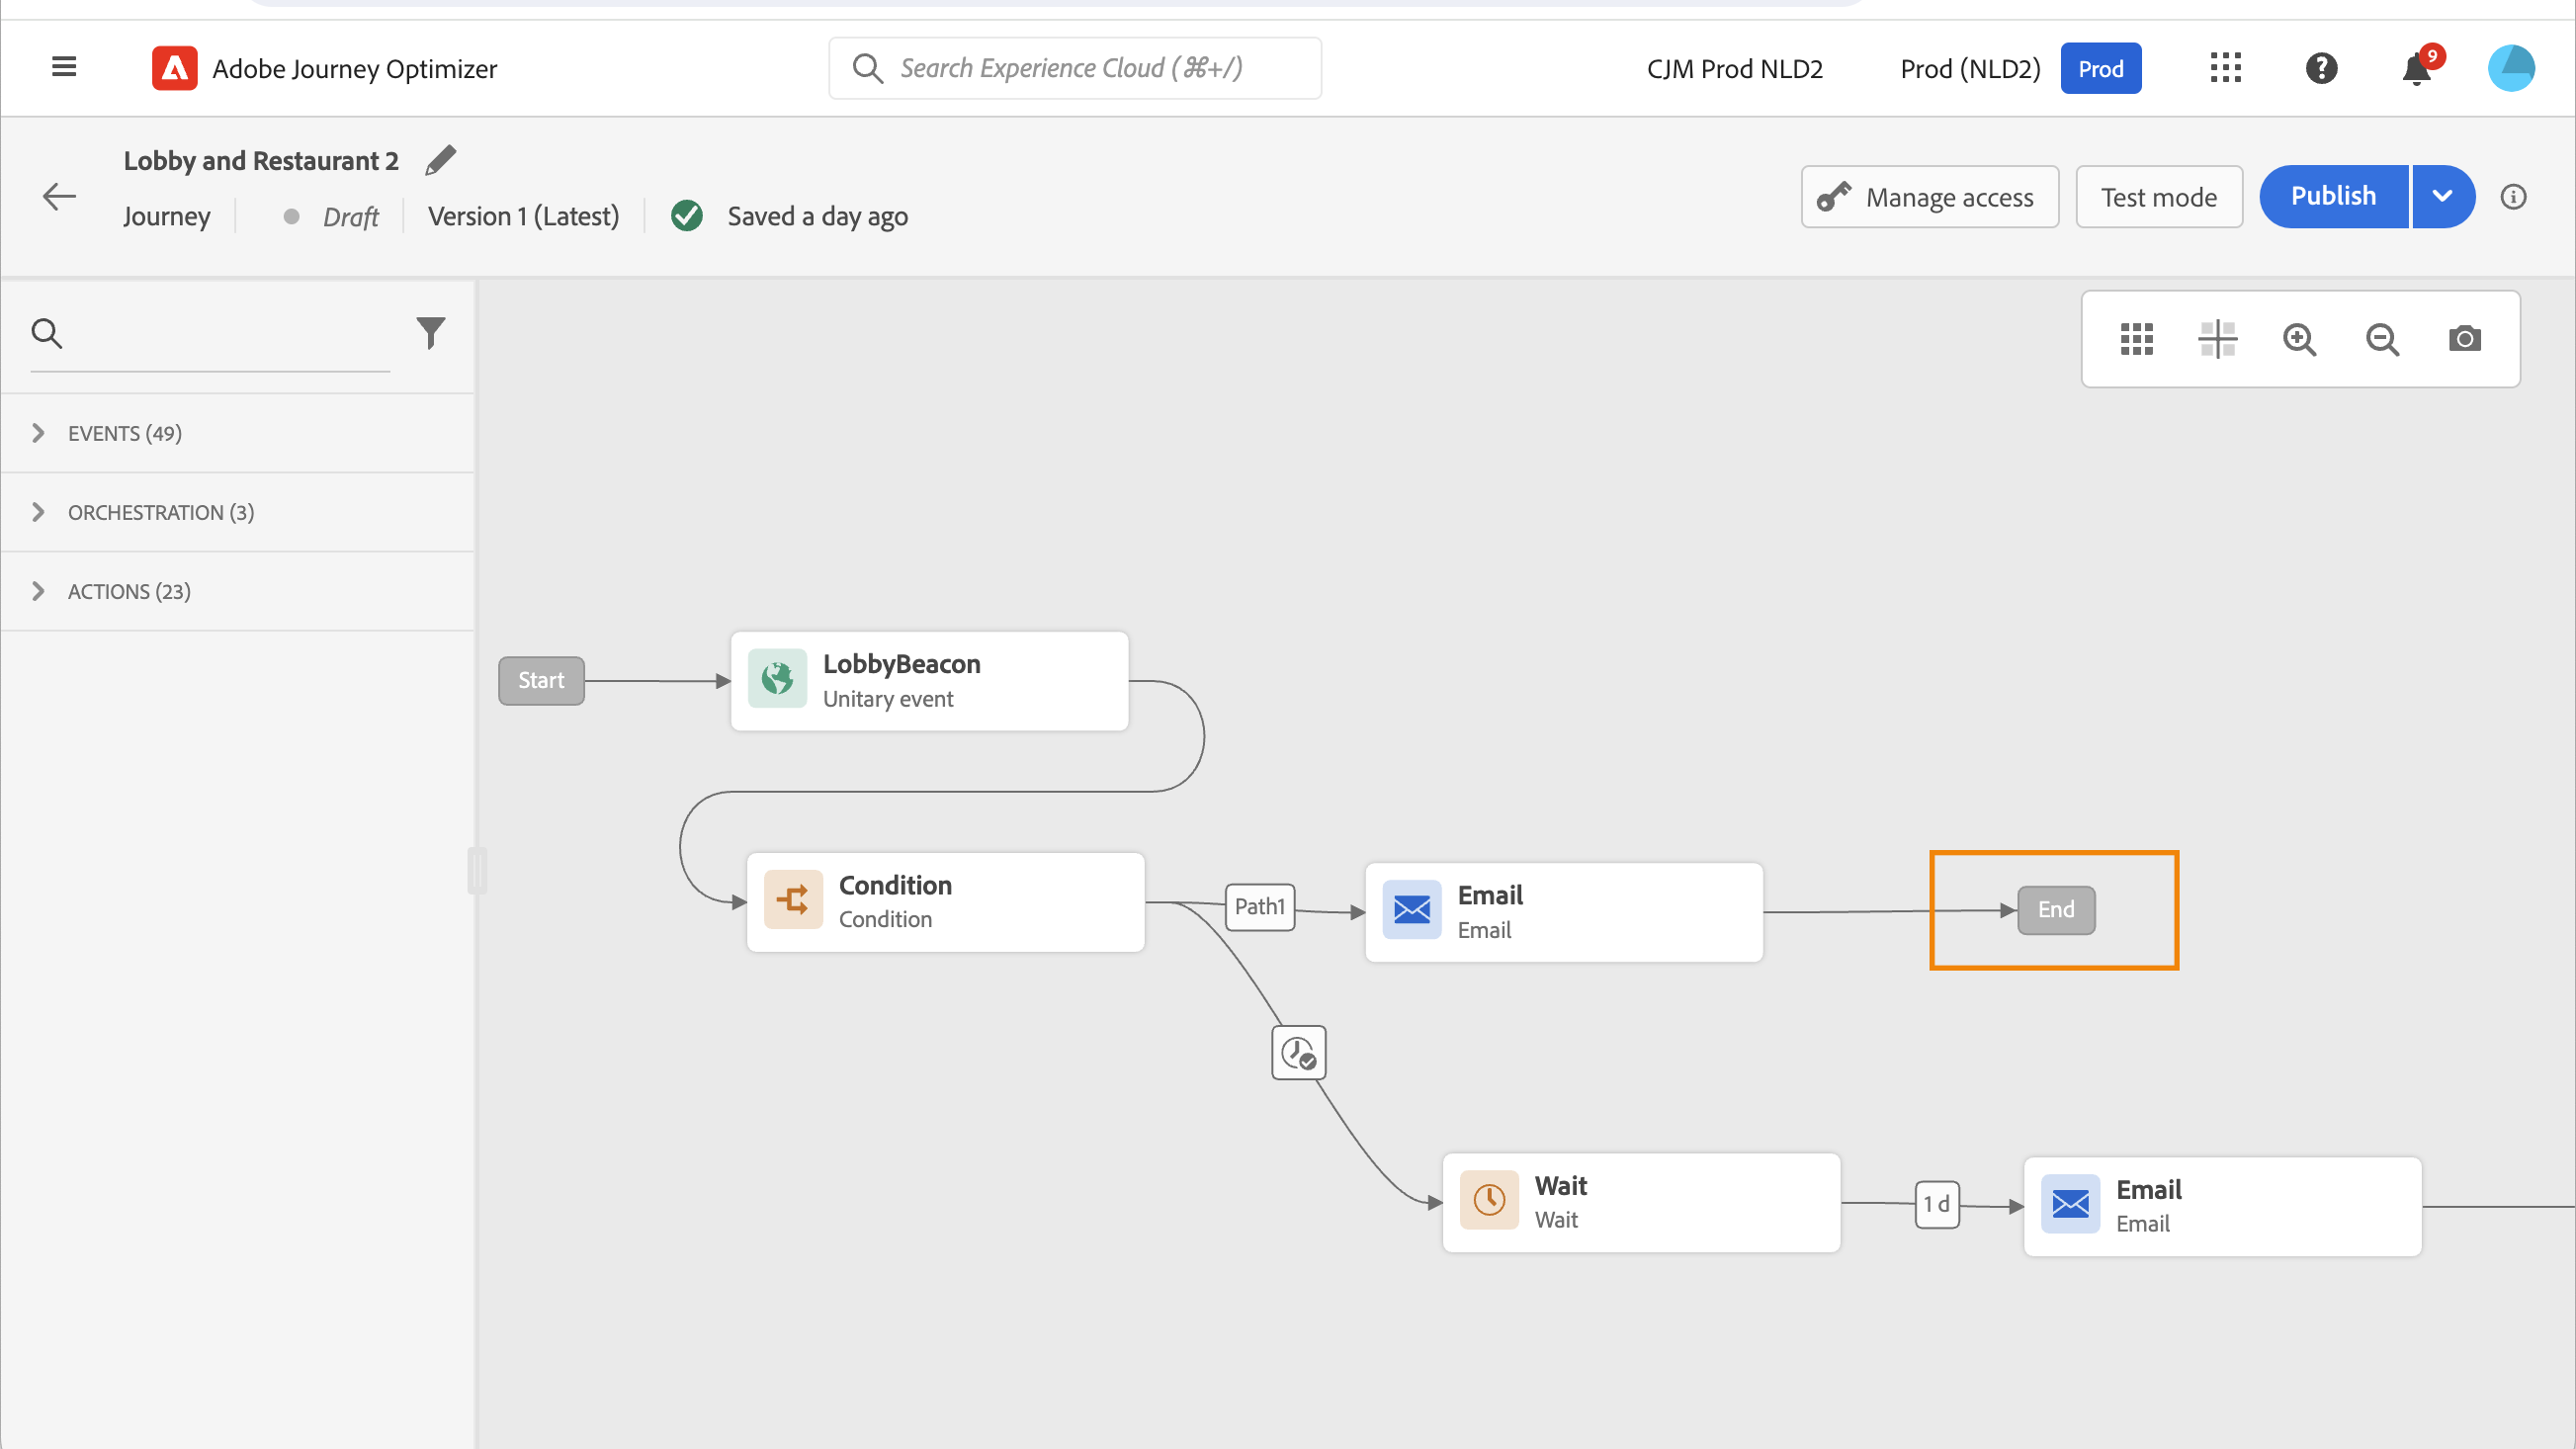 Adobe Journey Optimizer
Search Experience Cloud (⌘+/)
CJM Prod NLD2
Prod (NLD2)
Prod
9
Lobby and Restaurant 2
Journey
Draft
Version 1 (Latest)
Saved a day ago
Manage access
Test mode
Publish
EVENTS (49)
ORCHESTRATION (3)
ACTIONS (23)
Start
LobbyBeacon
Unitary event
Condition
Condition
Path1
Email
Email
End
Wait
Wait
1 d
Email
Email